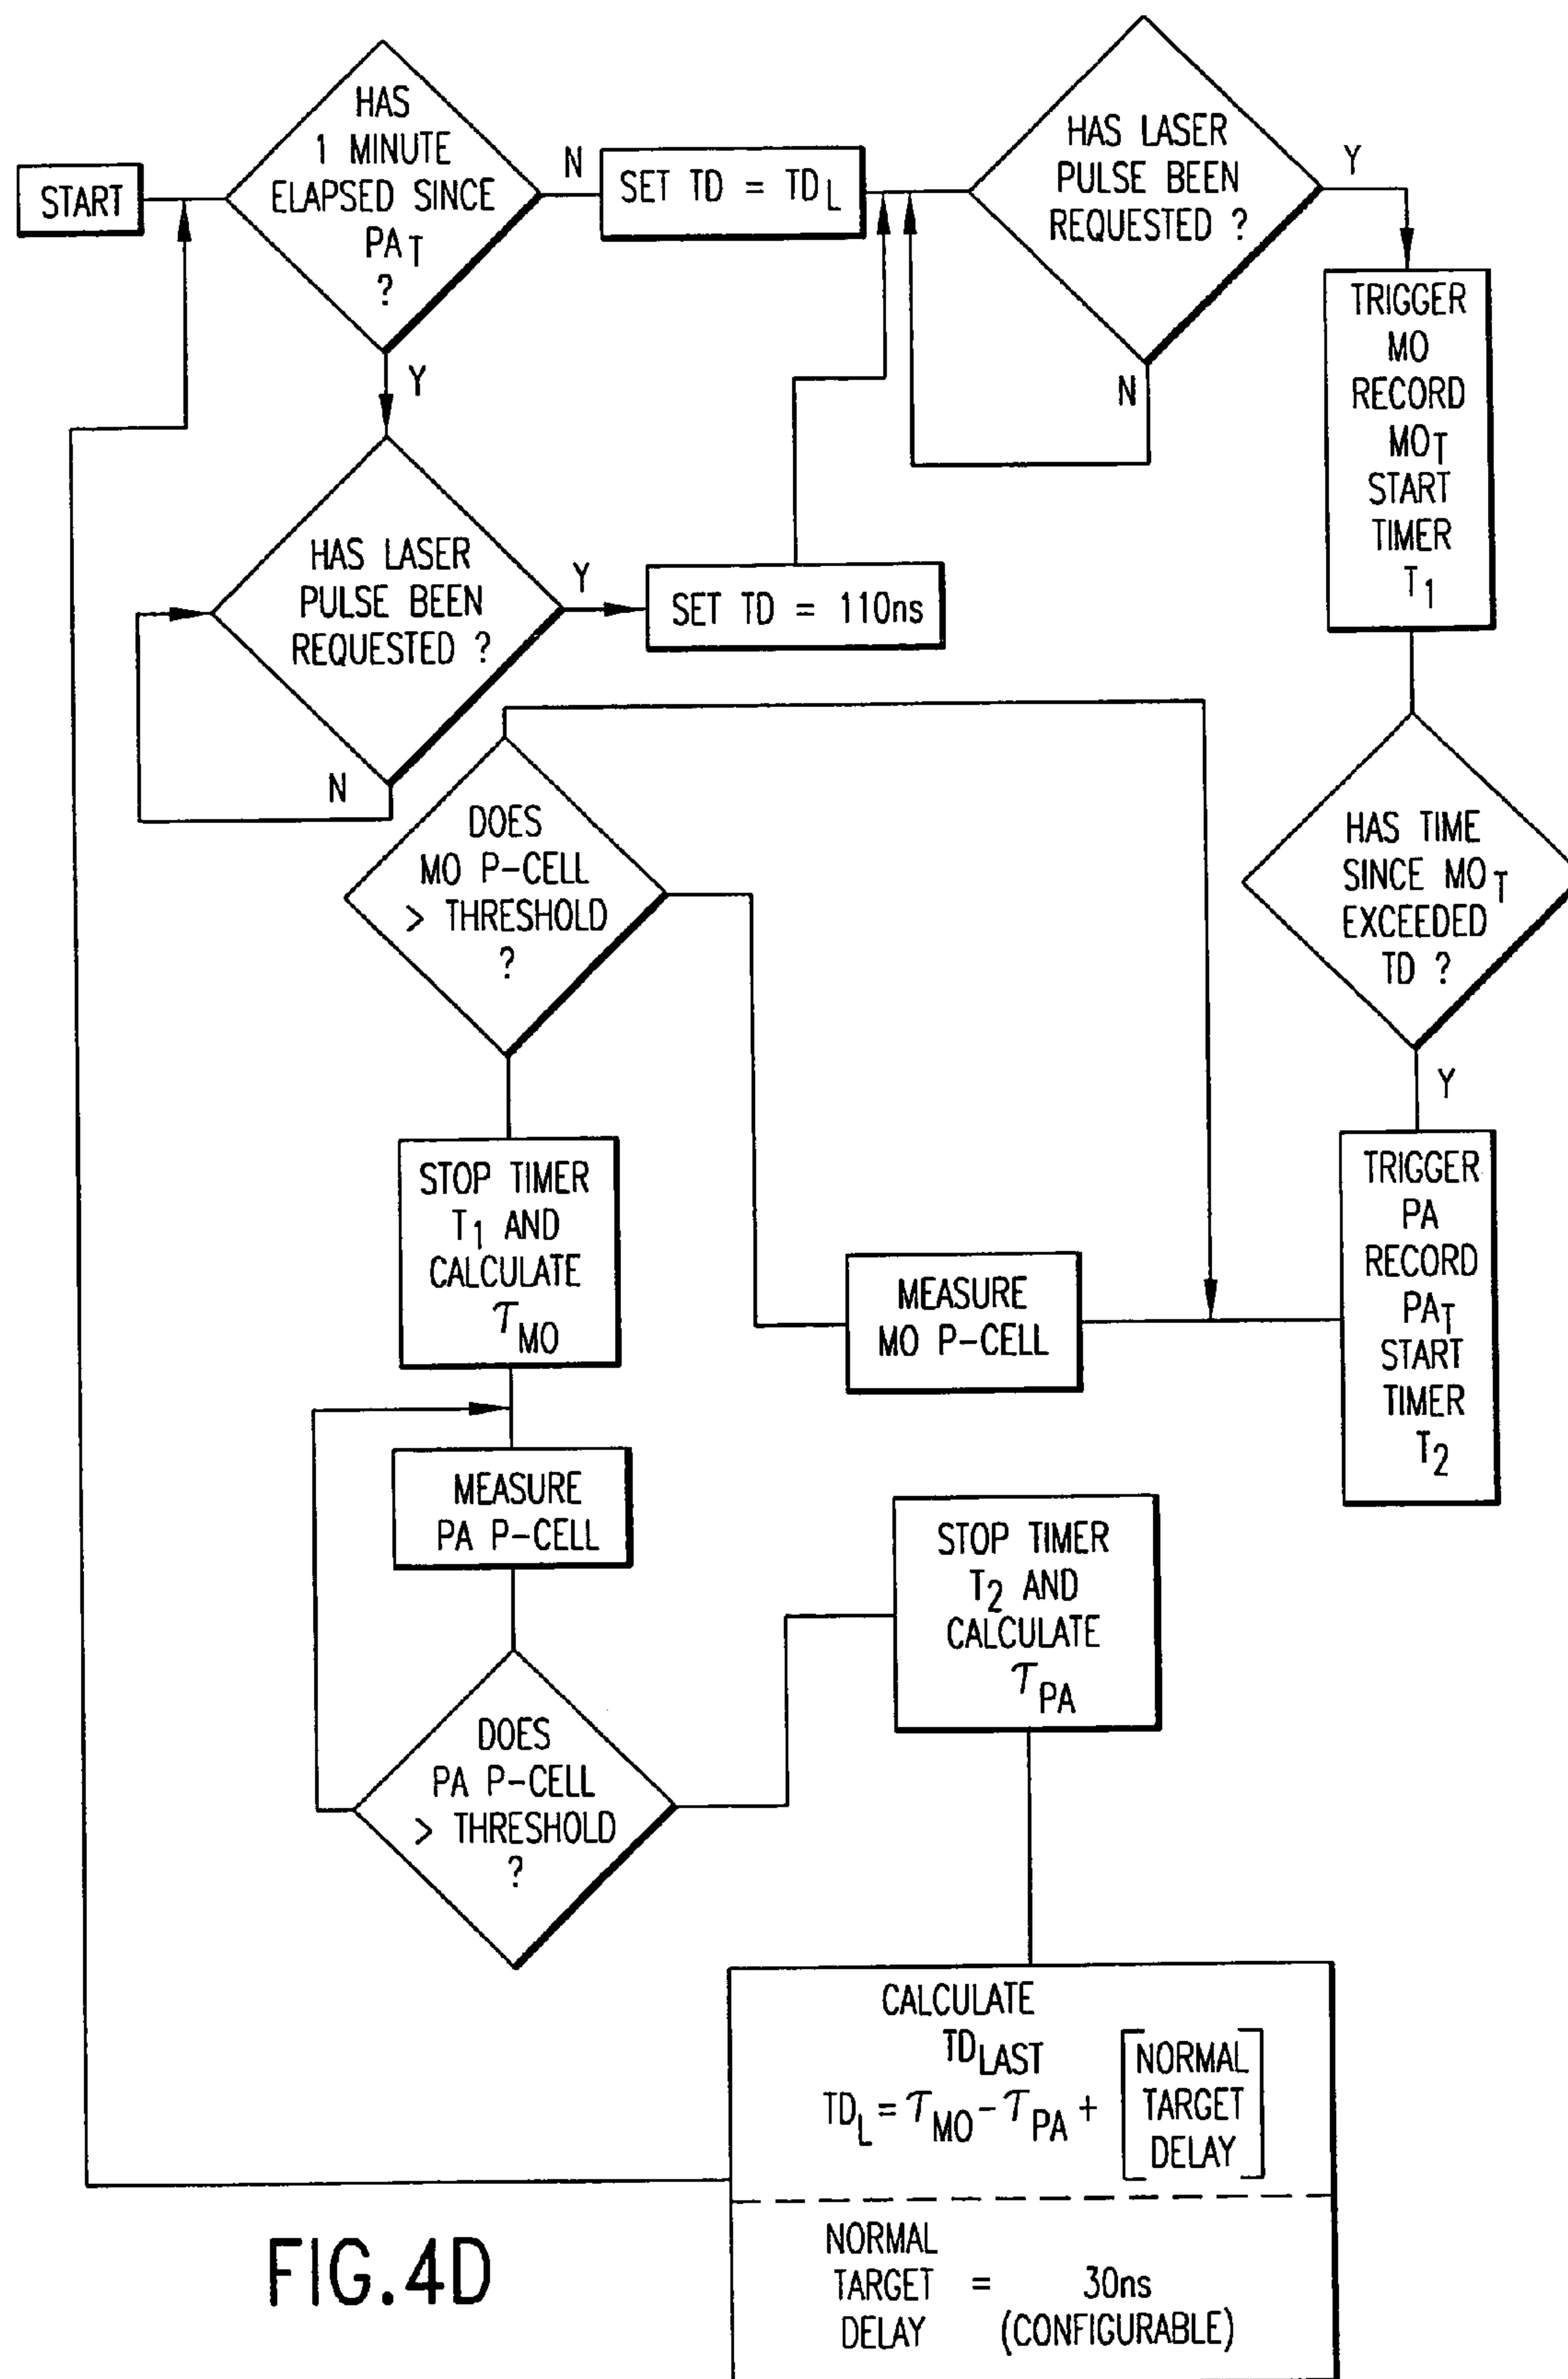 START
HAS
1 MINUTE
ELAPSED SINCE
PAT
?
N
SET TD = TDL
HAS LASER
PULSE BEEN
REQUESTED ?
Y
N
TRIGGER
MO
RECORD
MOT
START
TIMER
T1
Y
HAS LASER
PULSE BEEN
REQUESTED ?
Y
N
SET TD = 110ns
HAS TIME
SINCE MOT
EXCEEDED
TD ?
Y
TRIGGER
PA
RECORD
PAT
START
TIMER
T2
MEASURE
MO P-CELL
DOES
MO P-CELL
> THRESHOLD
?
STOP TIMER
T1 AND
CALCULATE
τMO
MEASURE
PA P-CELL
DOES
PA P-CELL
> THRESHOLD
?
STOP TIMER
T2 AND
CALCULATE
τPA
CALCULATE
TDLAST
TDL = τMO - τPA + [NORMAL
TARGET
DELAY]
NORMAL
TARGET = 30ns
DELAY (CONFIGURABLE)
FIG.4D